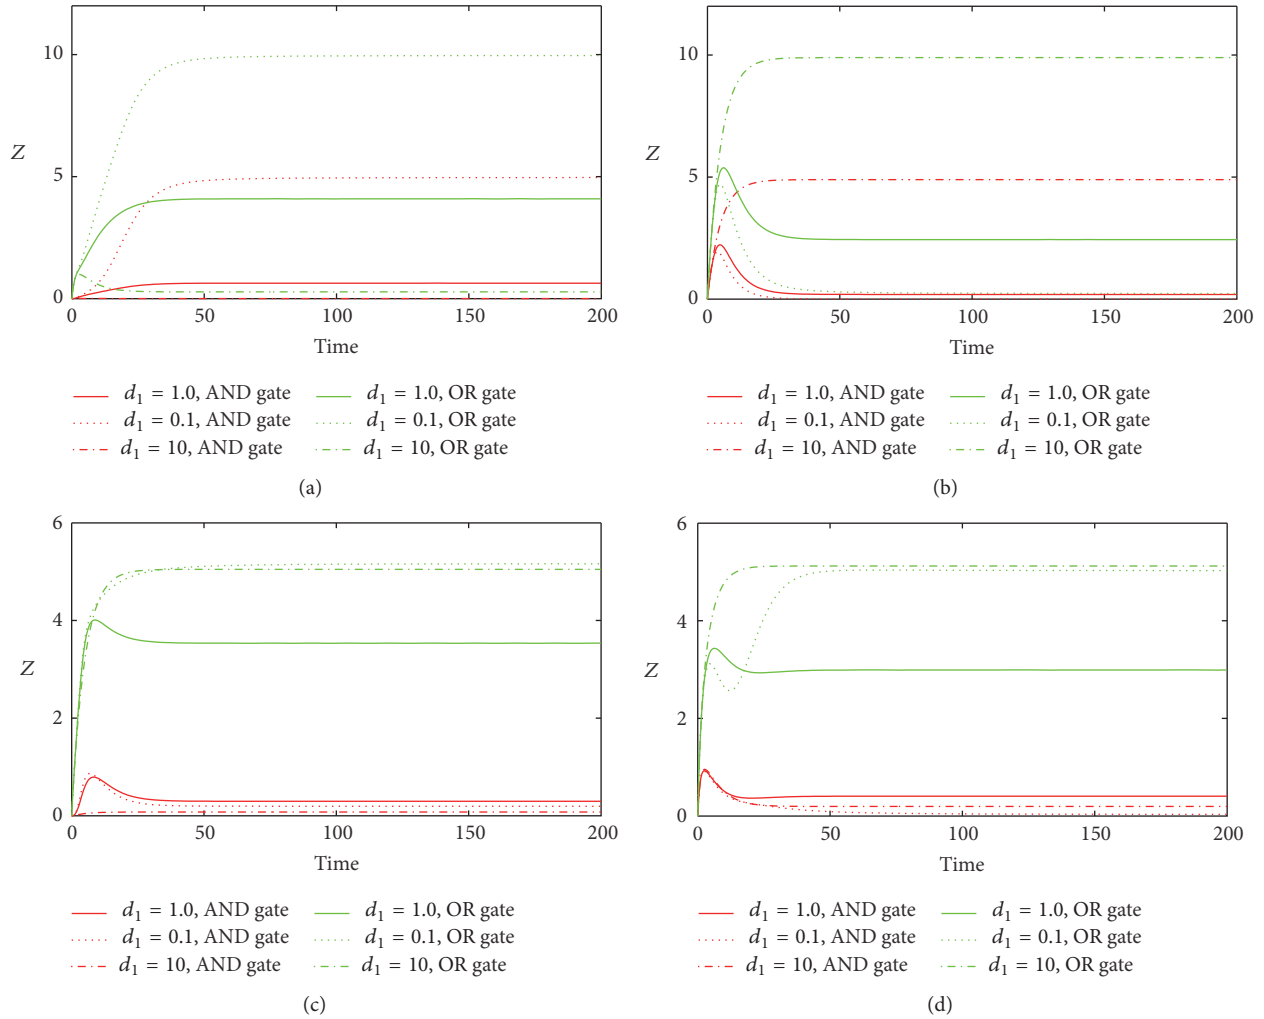 10
5
0
Z
0 50 100 150 200
Time
d₁ = 1.0, AND gate d₁ = 1.0, OR gate
d₁ = 0.1, AND gate d₁ = 0.1, OR gate
d₁ = 10, AND gate d₁ = 10, OR gate
(a)
10
5
0
Z
0 50 100 150 200
Time
d₁ = 1.0, AND gate d₁ = 1.0, OR gate
d₁ = 0.1, AND gate d₁ = 0.1, OR gate
d₁ = 10, AND gate d₁ = 10, OR gate
(b)
6
4
2
0
Z
0 50 100 150 200
Time
d₁ = 1.0, AND gate d₁ = 1.0, OR gate
d₁ = 0.1, AND gate d₁ = 0.1, OR gate
d₁ = 10, AND gate d₁ = 10, OR gate
(c)
6
4
2
0
Z
0 50 100 150 200
Time
d₁ = 1.0, AND gate d₁ = 1.0, OR gate
d₁ = 0.1, AND gate d₁ = 0.1, OR gate
d₁ = 10, AND gate d₁ = 10, OR gate
(d)